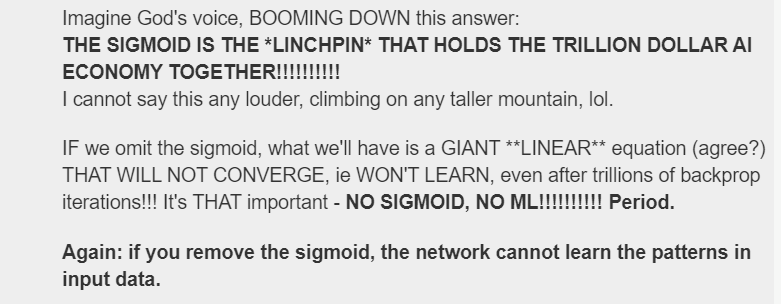 Imagine God's voice, BOOMING DOWN this answer:
THE SIGMOID IS THE *LINCHPIN* THAT HOLDS THE TRILLION DOLLAR AI
ECONOMY TOGETHER!!!!!!!!!!
I cannot say this any louder, climbing on any taller mountain, lol.
IF we omit the sigmoid, what we'll have is a GIANT **LINEAR** equation (agree?)
THAT WILL NOT CONVERGE, ie WON'T LEARN, even after trillions of backprop
iterations!!! It's THAT important - NO SIGMOID, NO ML!!!!!!!!!! Period.
Again: if you remove the sigmoid, the network cannot learn the patterns in
input data.